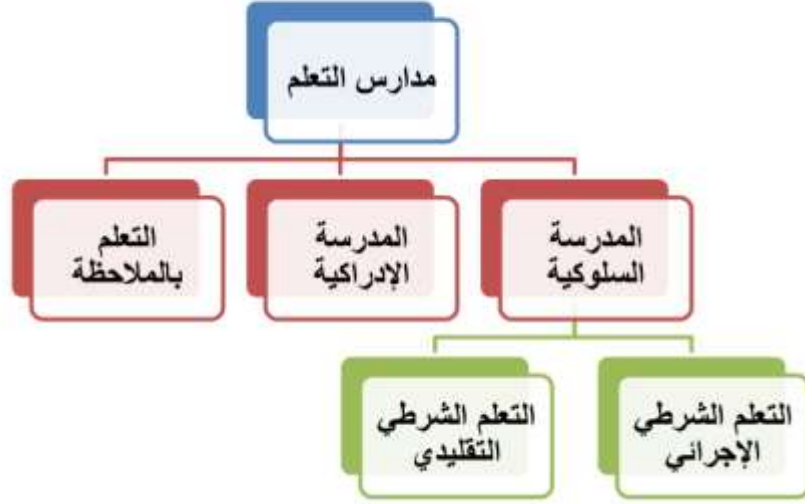 مدارس التعلم
المدرسة
السلوكية
المدرسة
الإدراكية
التعلم
بالملاحظة
التعلم الشرطي
الإجرائي
التعلم الشرطي
التقليدي